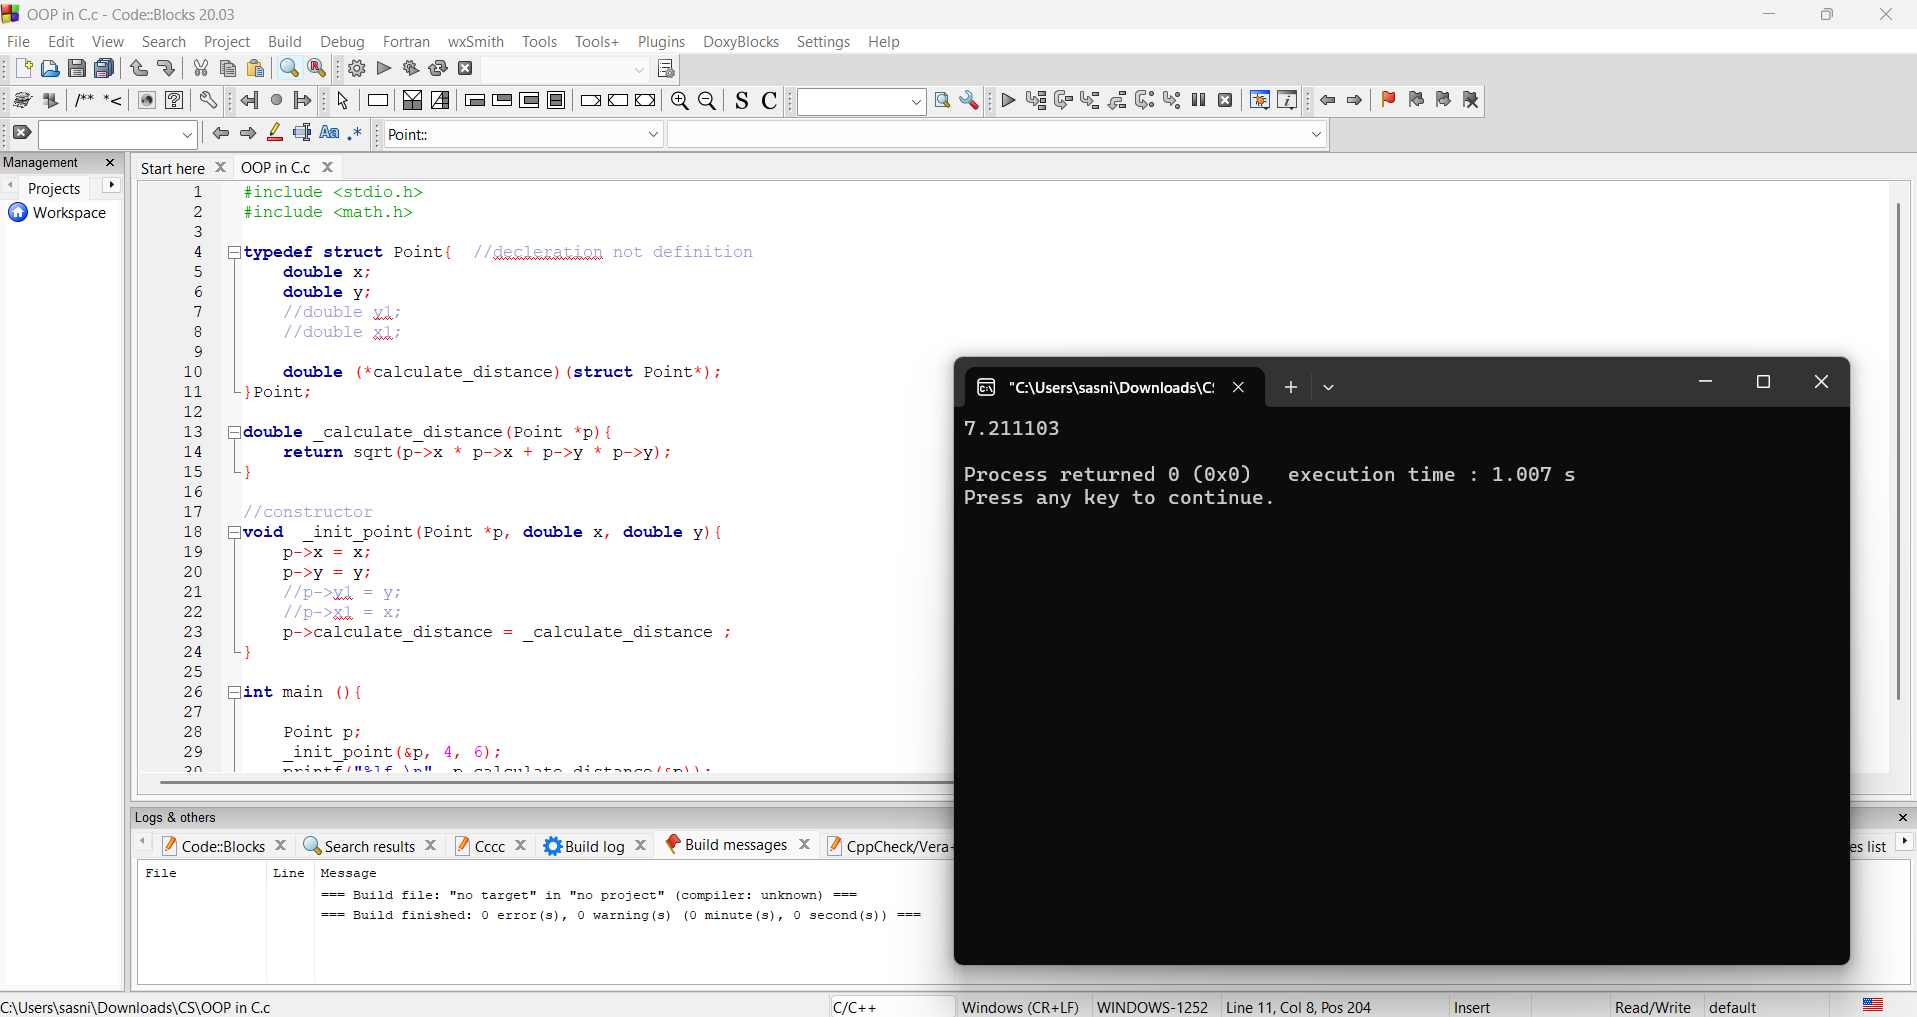 OOP in C.c - Code::Blocks 20.03
File Edit View Search Project Build Debug Fortran wxSmith Tools Tools+ Plugins DoxyBlocks Settings Help
/** *<
S C
Aa .* Point::
Management
Projects
Workspace
Start here OOP in C.c
1 #include <stdio.h>
2 #include <math.h>
3
4 typedef struct Point{ //decleration not definition
5 double x;
6 double y;
7 //double y1;
8 //double x1;
9
10 double (*calculate_distance)(struct Point*);
11 }Point;
12
13 double _calculate_distance(Point *p){
14 return sqrt(p->x * p->x + p->y * p->y);
15 }
16
17 //constructor
18 void _init_point(Point *p, double x, double y){
19 p->x = x;
20 p->y = y;
21 //p->y1 = y;
22 //p->x1 = x;
23 p->calculate_distance = _calculate_distance ;
24 }
25
26 int main (){
27
28 Point p;
29 _init_point(&p, 4, 6);
30 printf("%lf \n", p.calculate_distance(&p));
"C:\Users\sasni\Downloads\C:
7.211103
Process returned 0 (0x0) execution time : 1.007 s
Press any key to continue.
Logs & others
Code::Blocks Search results Cccc Build log Build messages CppCheck/Vera+ es list
File Line Message
=== Build file: "no target" in "no project" (compiler: unknown) ===
=== Build finished: 0 error(s), 0 warning(s) (0 minute(s), 0 second(s)) ===
C:\Users\sasni\Downloads\CS\OOP in C.c C/C++ Windows (CR+LF) WINDOWS-1252 Line 11, Col 8, Pos 204 Insert Read/Write default